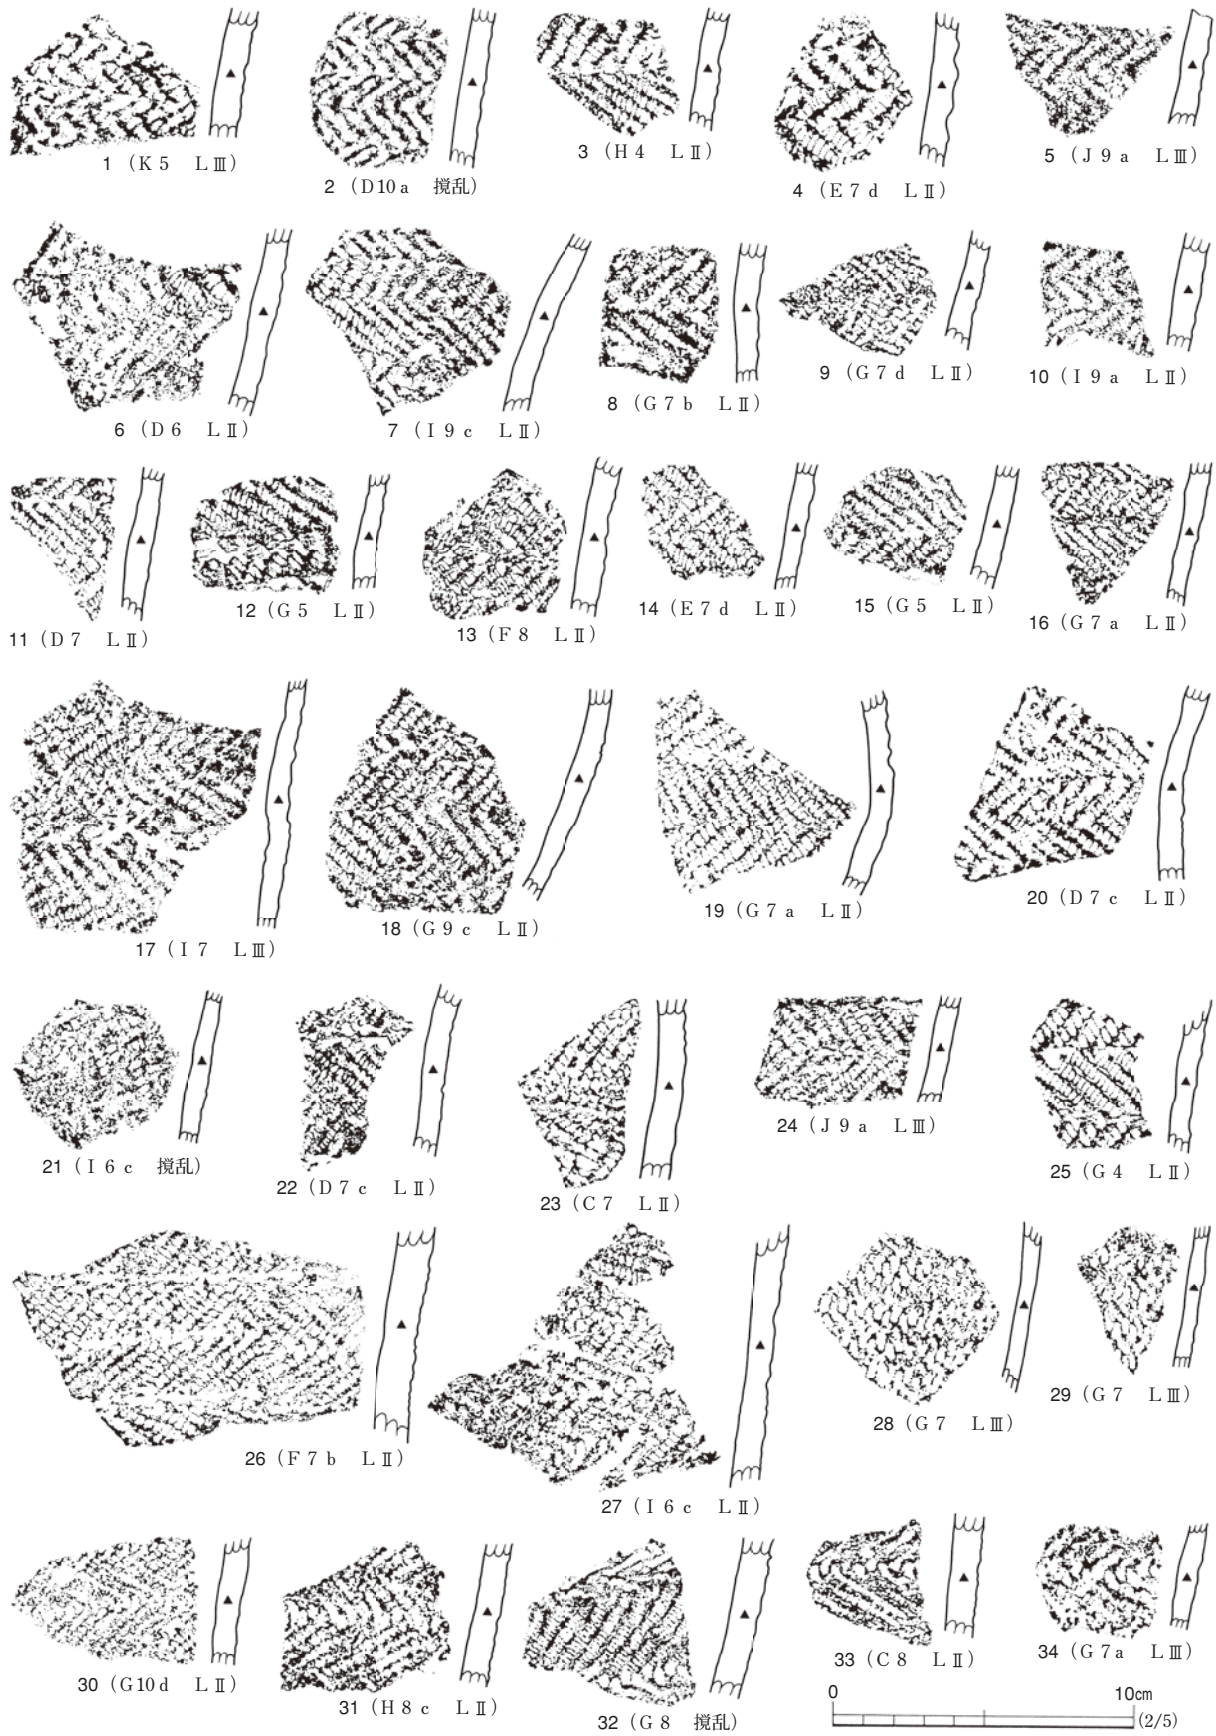 1（K 5　L Ⅲ）
2（D10 a　撹乱）
3（H 4　L Ⅱ）
4（E 7 d　L Ⅱ）
5（J 9 a　L Ⅲ）
6（D 6　L Ⅱ）
7（I 9 c　L Ⅱ）
8（G 7 b　L Ⅱ）
9（G 7 d　L Ⅱ）
10（I 9 a　L Ⅱ）
11（D 7　L Ⅱ）
12（G 5　L Ⅱ）
13（F 8　L Ⅱ）
14（E 7 d　L Ⅱ）
15（G 5　L Ⅱ）
16（G 7 a　L Ⅱ）
17（I 7　L Ⅲ）
18（G 9 c　L Ⅱ）
19（G 7 a　L Ⅱ）
20（D 7 c　L Ⅱ）
21（I 6 c　撹乱）
22（D 7 c　L Ⅱ）
23（C 7　L Ⅱ）
24（J 9 a　L Ⅲ）
25（G 4　L Ⅱ）
26（F 7 b　L Ⅱ）
27（I 6 c　L Ⅱ）
28（G 7　L Ⅲ）
29（G 7　L Ⅲ）
30（G10 d　L Ⅱ）
31（H 8 c　L Ⅱ）
32（G 8　撹乱）
33（C 8　L Ⅱ）
34（G 7 a　L Ⅲ）
0　10cm
(2/5)